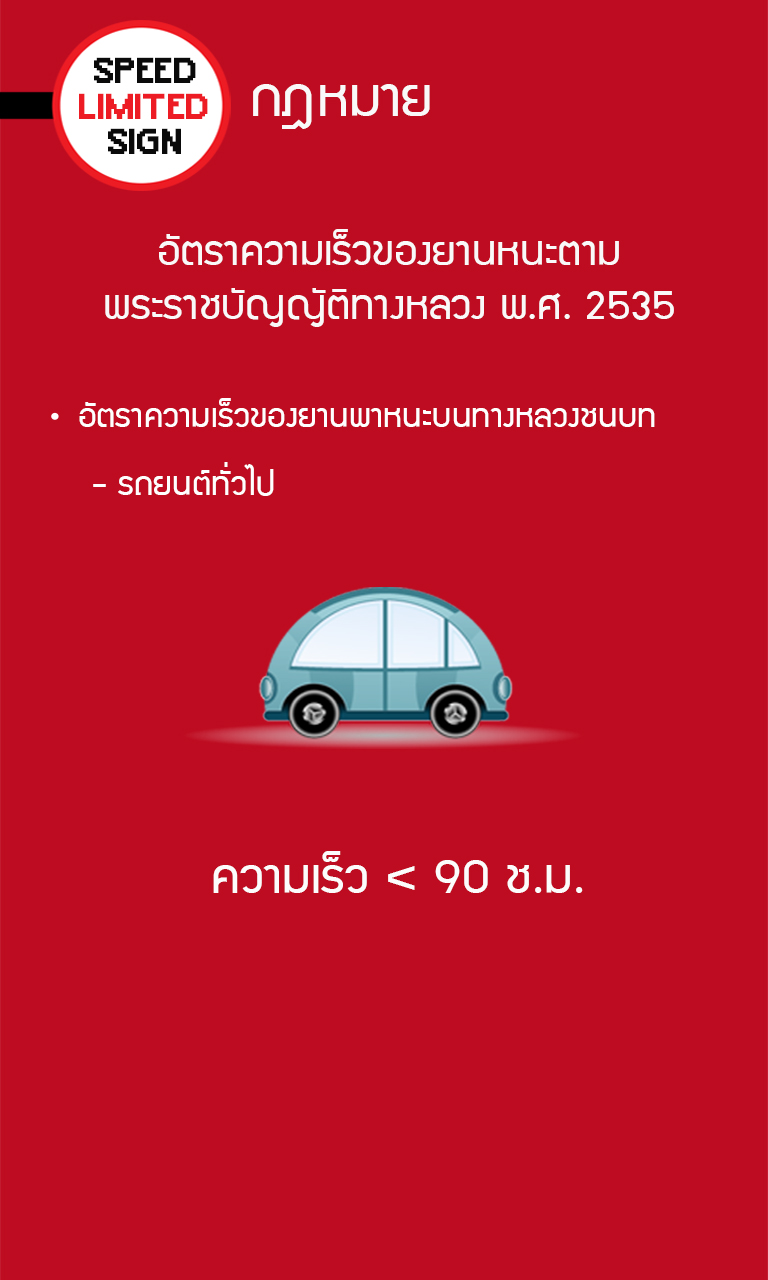 SPEED
LIMITED
SIGN
กฎหมาย
อัตราความเร็วของยานหนะตาม
พระราชบัญญัติทางหลวง พ.ศ. 2535
• อัตราความเร็วของยานพาหนะบนทางหลวงชนบท
- รถยนต์ทั่วไป
ความเร็ว < 90 ช.ม.